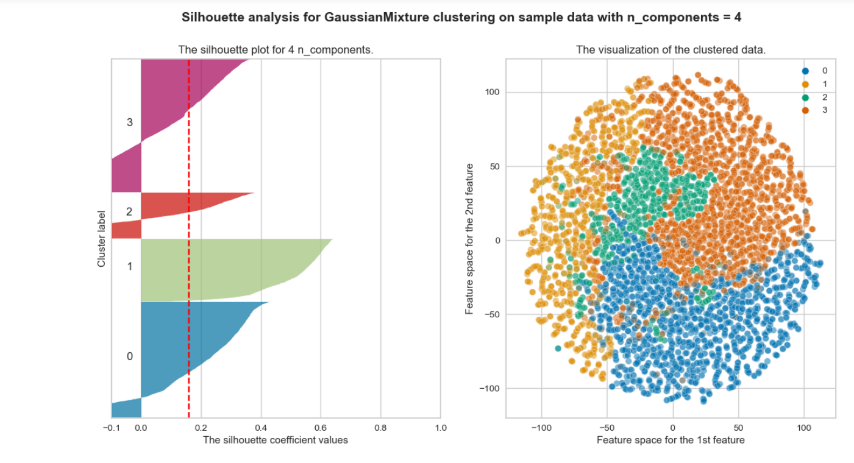 Silhouette analysis for GaussianMixture clustering on sample data with n_components = 4
The silhouette plot for 4 n_components.
3
2
1
0
Cluster label
−0.1 0.0 0.2 0.4 0.6 0.8 1.0
The silhouette coefficient values
The visualization of the clustered data.
0
1
2
3
100
50
0
−50
−100
Feature space for the 2nd feature
−100 −50 0 50 100
Feature space for the 1st feature